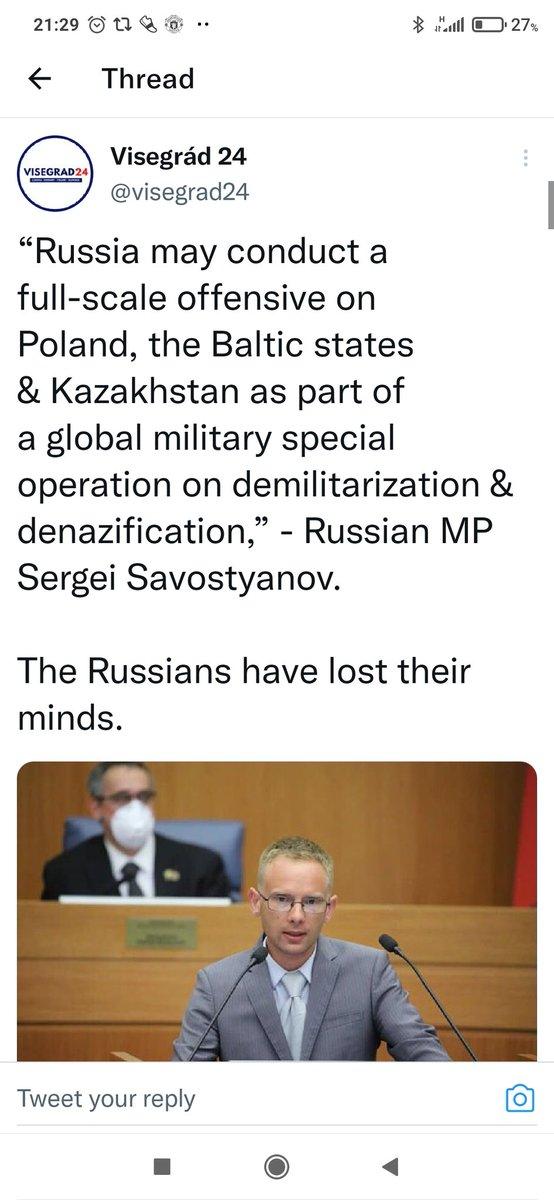 21:29
27%
Thread
VISEGRAD24
Visegrád 24
@visegrad24
“Russia may conduct a
full-scale offensive on
Poland, the Baltic states
& Kazakhstan as part of
a global military special
operation on demilitarization &
denazification,” - Russian MP
Sergei Savostyanov.
The Russians have lost their
minds.
Tweet your reply